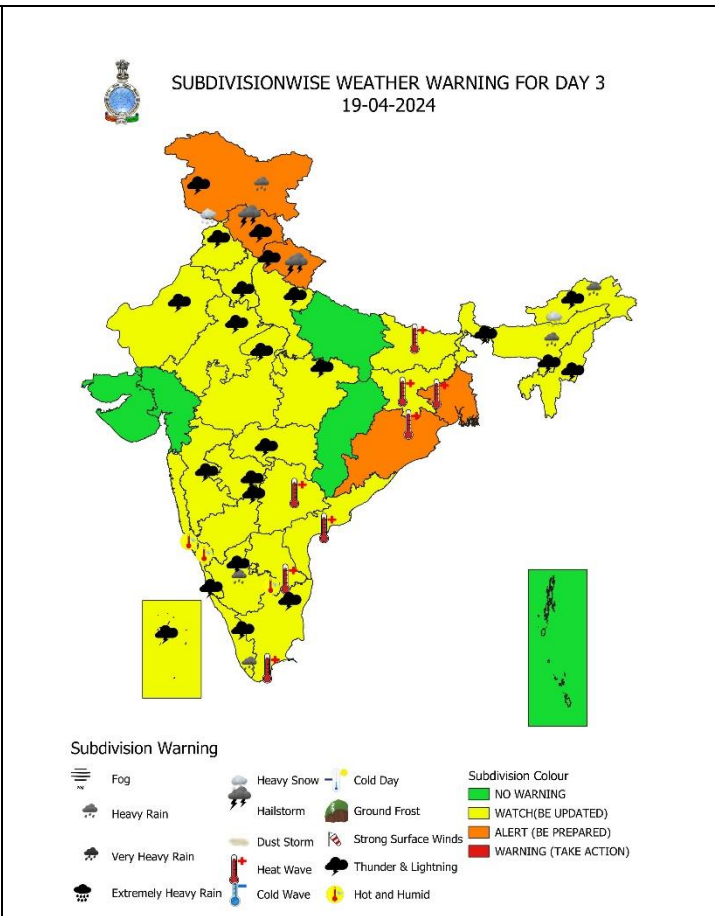 SUBDIVISIONWISE WEATHER WARNING FOR DAY 3
19-04-2024
Subdivision Warning
Fog
Heavy Rain
Very Heavy Rain
Extremely Heavy Rain
Heavy Snow
Hailstorm
Dust Storm
Heat Wave
Cold Wave
Cold Day
Ground Frost
Strong Surface Winds
Thunder & Lightning
Hot and Humid
Subdivision Colour
NO WARNING
WATCH(BE UPDATED)
ALERT (BE PREPARED)
WARNING (TAKE ACTION)